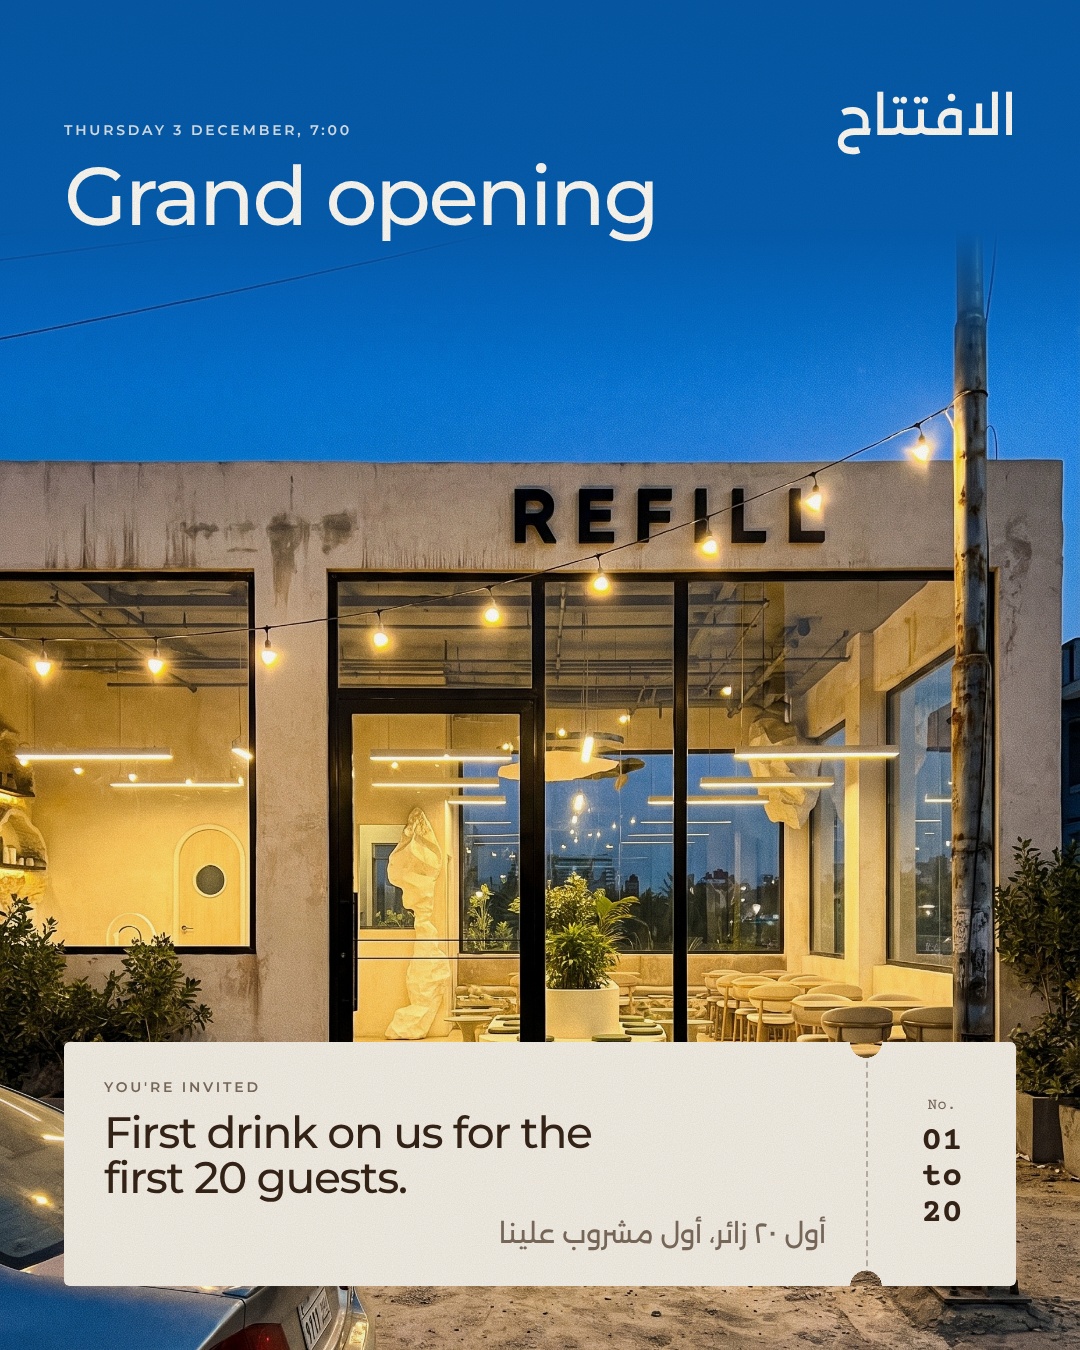 THURSDAY 3 DECEMBER, 7:00
Grand opening
الافتتاح
REFILL
YOU'RE INVITED
First drink on us for the
first 20 guests.
أول ٢٠ زائر، أول مشروب علينا
No.
01
to
20